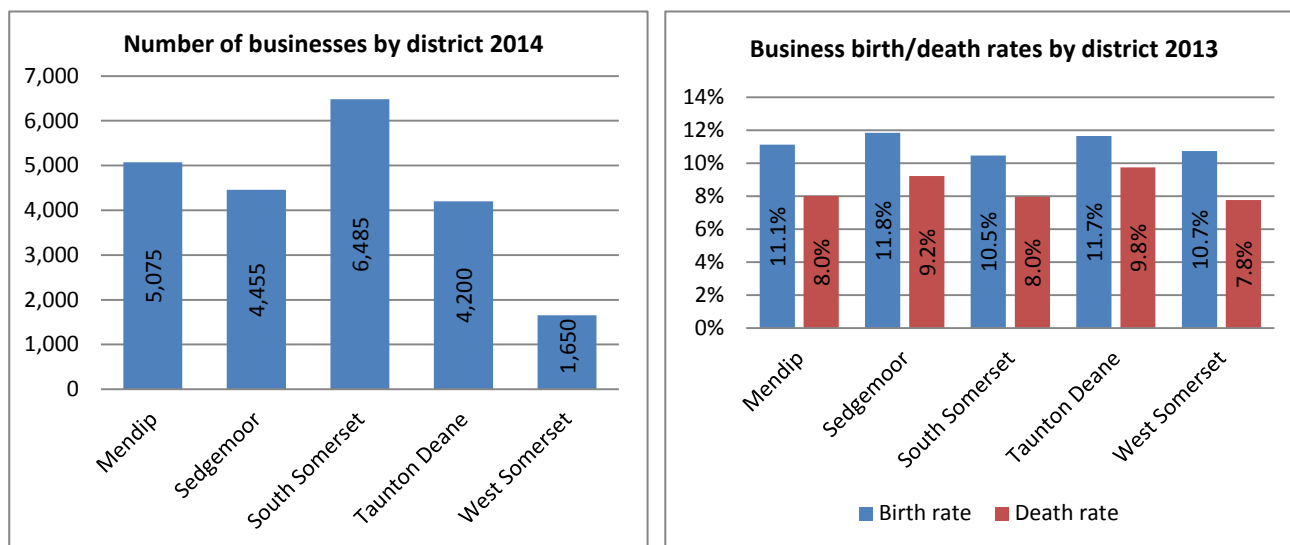 Number of businesses by district 2014
7,000
6,000
5,000
4,000
3,000
2,000
1,000
0
5,075
4,455
6,485
4,200
1,650
Mendip
Sedgemoor
South Somerset
Taunton Deane
West Somerset
Business birth/death rates by district 2013
14%
12%
10%
8%
6%
4%
2%
0%
11.1%
8.0%
11.8%
9.2%
10.5%
8.0%
11.7%
9.8%
10.7%
7.8%
Mendip
Sedgemoor
South Somerset
Taunton Deane
West Somerset
Birth rate
Death rate